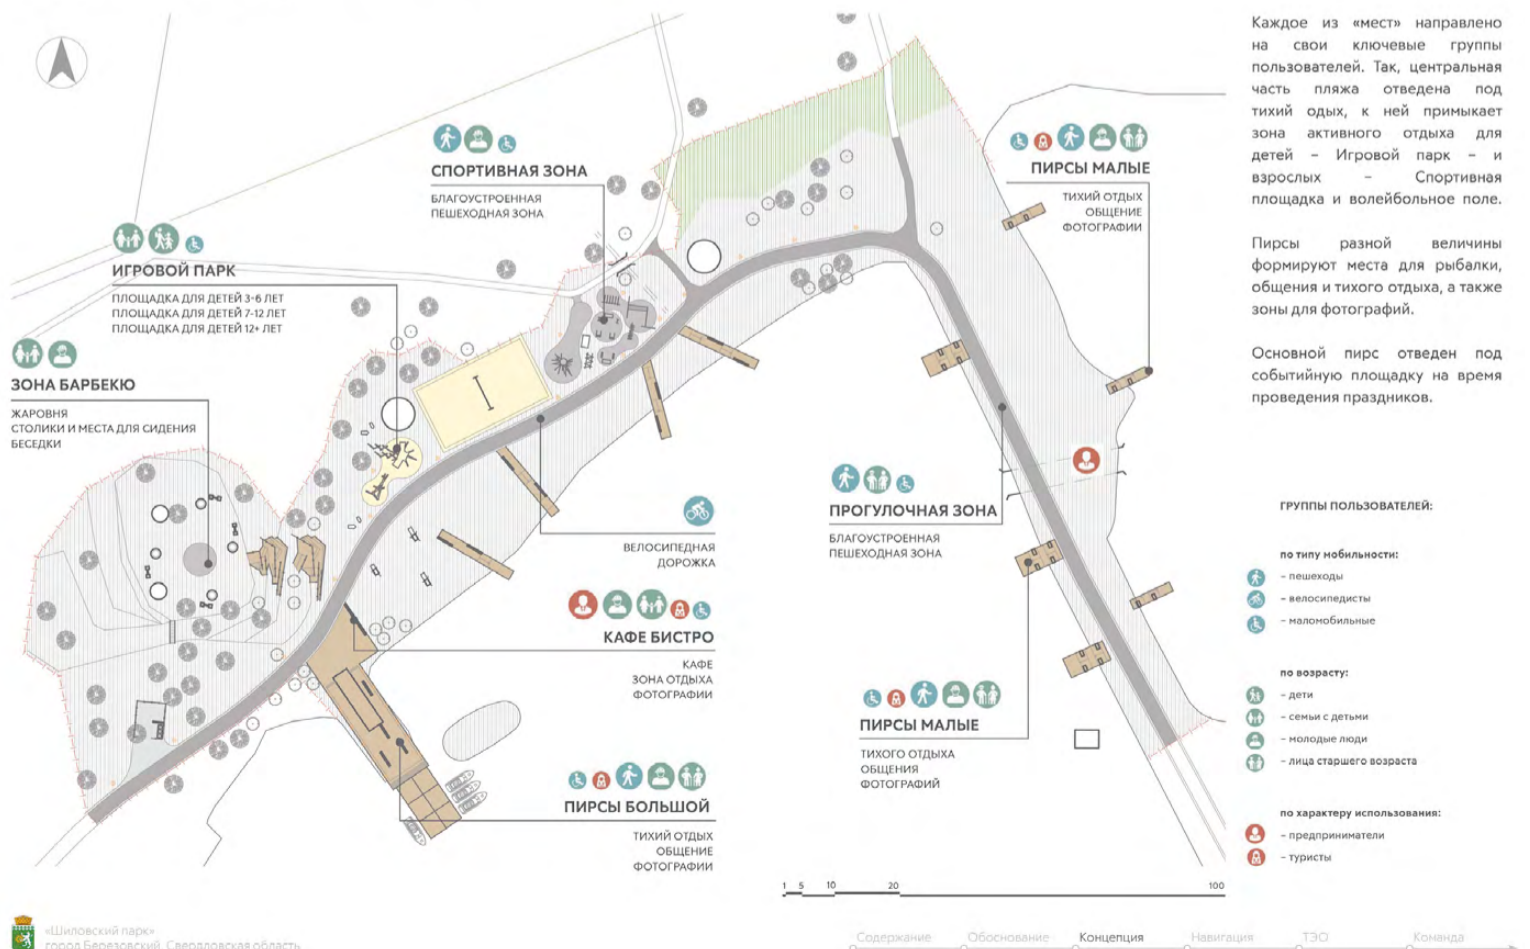 Каждое из «мест» направлено
на свои ключевые группы
пользователей. Так, центральная
часть пляжа отведена под
тихий одых, к ней примыкает
зона активного отдыха для
детей – Игровой парк – и
взрослых – Спортивная
площадка и волейбольное поле.
Пирсы разной величины
формируют места для рыбалки,
общения и тихого отдыха, а также
зоны для фотографий.
Основной пирс отведен под
событийную площадку на время
проведения праздников.
СПОРТИВНАЯ ЗОНА
БЛАГОУСТРОЕННАЯ
ПЕШЕХОДНАЯ ЗОНА
ПИРСЫ МАЛЫЕ
ТИХИЙ ОТДЫХ
ОБЩЕНИЕ
ФОТОГРАФИИ
ИГРОВОЙ ПАРК
ПЛОЩАДКА ДЛЯ ДЕТЕЙ 3-6 ЛЕТ
ПЛОЩАДКА ДЛЯ ДЕТЕЙ 7-12 ЛЕТ
ПЛОЩАДКА ДЛЯ ДЕТЕЙ 12+ ЛЕТ
ЗОНА БАРБЕКЮ
ЖАРОВНЯ
СТОЛИКИ И МЕСТА ДЛЯ СИДЕНИЯ
БЕСЕДКИ
ПРОГУЛОЧНАЯ ЗОНА
БЛАГОУСТРОЕННАЯ
ПЕШЕХОДНАЯ ЗОНА
ВЕЛОСИПЕДНАЯ
ДОРОЖКА
КАФЕ БИСТРО
КАФЕ
ЗОНА ОТДЫХА
ФОТОГРАФИИ
ПИРСЫ МАЛЫЕ
ТИХОГО ОТДЫХА
ОБЩЕНИЯ
ФОТОГРАФИЙ
ПИРСЫ БОЛЬШОЙ
ТИХИЙ ОТДЫХ
ОБЩЕНИЕ
ФОТОГРАФИИ
ГРУППЫ ПОЛЬЗОВАТЕЛЕЙ:
по типу мобильности:
– пешеходы
– велосипедисты
– маломобильные
по возрасту:
– дети
– семьи с детьми
– молодые люди
– лица старшего возраста
по характеру использования:
– предприниматели
– туристы
1 5 10 20 100
«Шиловский парк»
город Березовский, Свердловская область
Содержание Обоснование Концепция Навигация ТЭО Команда